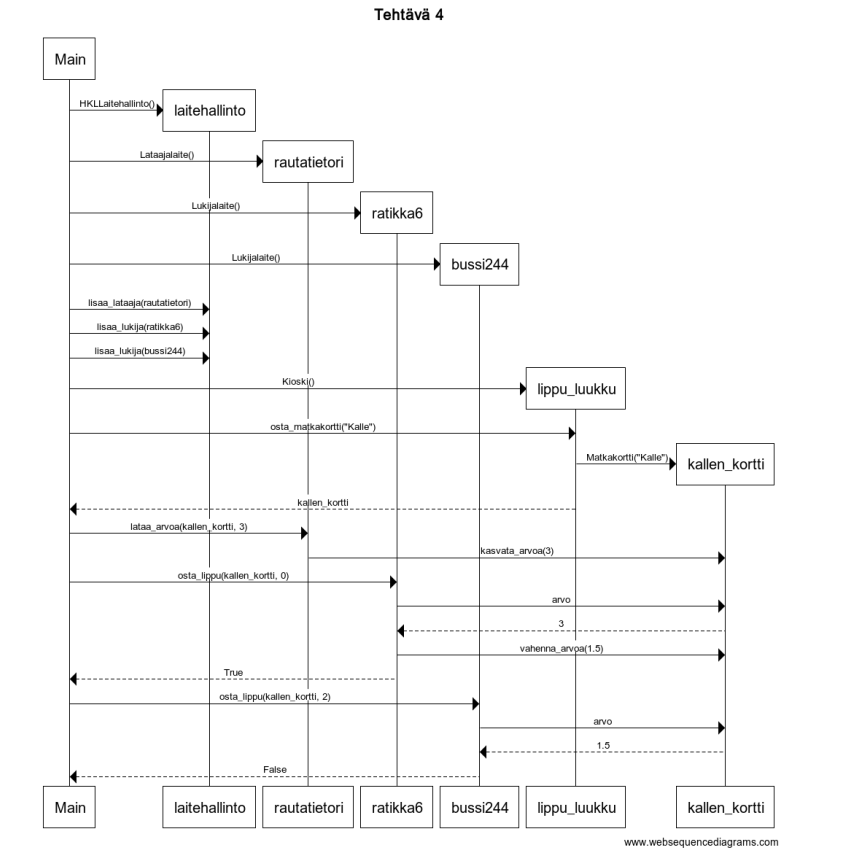 Tehtävä 4
Main
HKLLaitehallinto()
laitehallinto
Lataajalaite()
rautatietori
Lukijalaite()
ratikka6
Lukijalaite()
bussi244
lisaa_lataaja(rautatietori)
lisaa_lukija(ratikka6)
lisaa_lukija(bussi244)
Kioski()
lippu_luukku
osta_matkakortti("Kalle")
Matkakortti("Kalle")
kallen_kortti
kallen_kortti
lataa_arvoa(kallen_kortti, 3)
kasvata_arvoa(3)
osta_lippu(kallen_kortti, 0)
arvo
3
vahenna_arvoa(1.5)
True
osta_lippu(kallen_kortti, 2)
arvo
1.5
False
Main laitehallinto rautatietori ratikka6 bussi244 lippu_luukku kallen_kortti
www.websequencediagrams.com